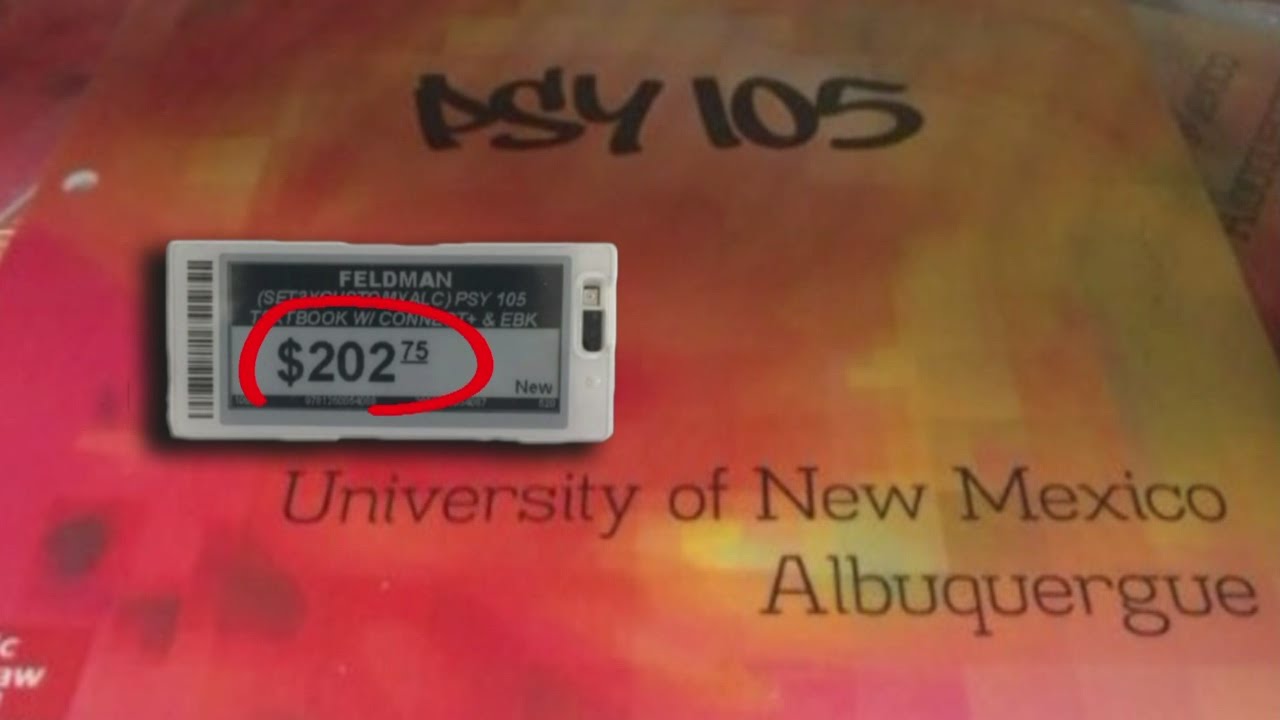 PSY 105
FELDMAN
PSY 105
TEXTBOOK W/ CONNECT+ & EBK
$202 75
New
University of New Mexico
Albuquergue